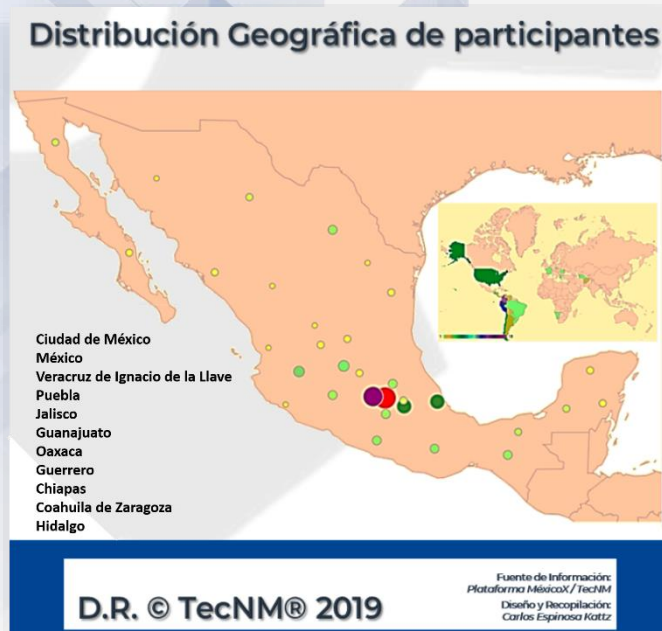 Distribución Geográfica de participantes
Ciudad de México
México
Veracruz de Ignacio de la Llave
Puebla
Jalisco
Guanajuato
Oaxaca
Guerrero
Chiapas
Coahuila de Zaragoza
Hidalgo
D.R. © TecNM® 2019
Fuente de Información:
Plataforma MéxicoX / TecNM
Diseño y Recopilación:
Carlos Espinosa Kattz